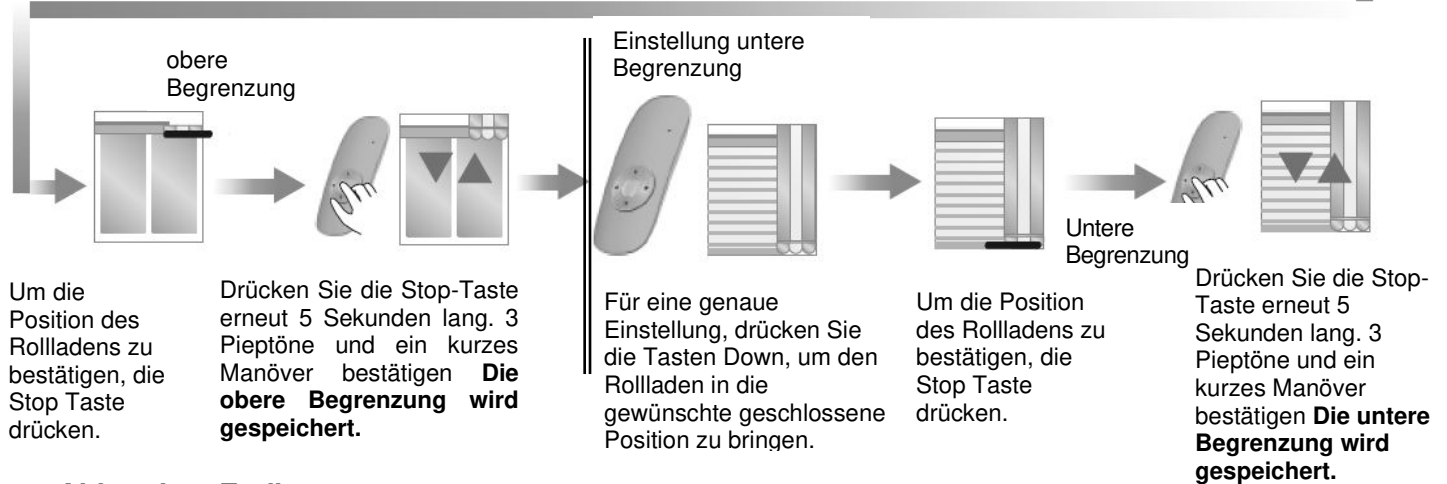 obere
Begrenzung
Um die
Position des
Rollladens zu
bestätigen, die
Stop Taste
drücken.
Drücken Sie die Stop-Taste
erneut 5 Sekunden lang. 3
Pieptöne und ein kurzes
Manöver bestätigen Die
obere Begrenzung wird
gespeichert.
Einstellung untere
Begrenzung
Für eine genaue
Einstellung, drücken Sie
die Tasten Down, um den
Rollladen in die
gewünschte geschlossene
Position zu bringen.
Um die Position
des Rollladens zu
bestätigen, die
Stop Taste
drücken.
Untere
Begrenzung
Drücken Sie die Stop-
Taste erneut 5
Sekunden lang. 3
Pieptöne und ein
kurzes Manöver
bestätigen Die untere
Begrenzung wird
gespeichert.